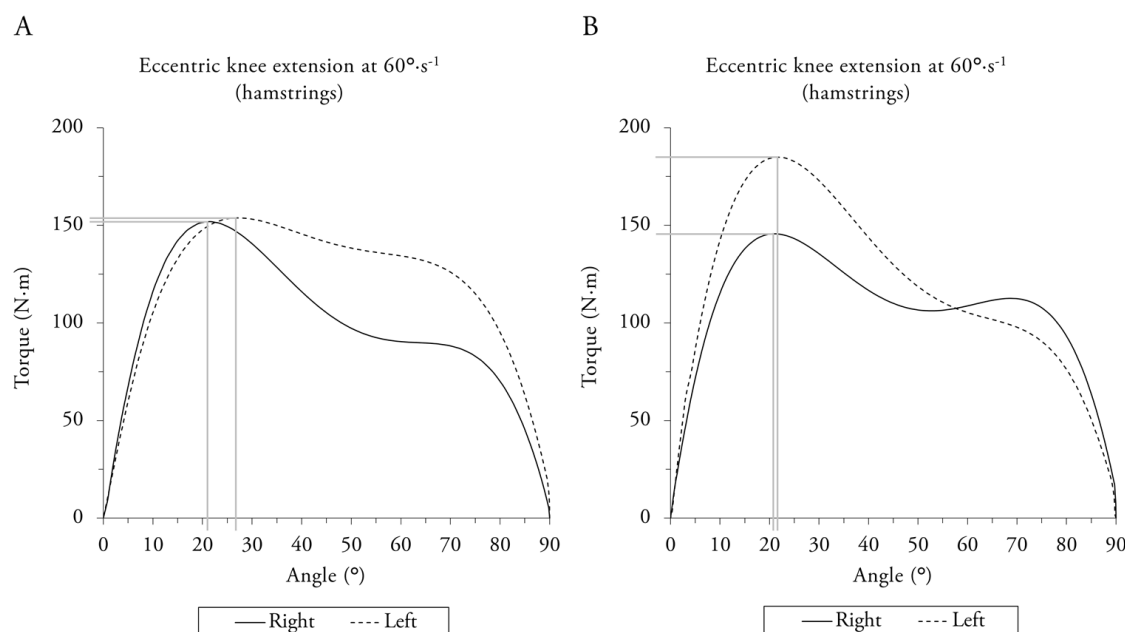 A
Eccentric knee extension at 60°·s-1
(hamstrings)
200
150
100
50
0
Torque (N·m)
0 10 20 30 40 50 60 70 80 90
Angle (°)
Right Left
B
Eccentric knee extension at 60°·s-1
(hamstrings)
200
150
100
50
0
Torque (N·m)
0 10 20 30 40 50 60 70 80 90
Angle (°)
Right Left